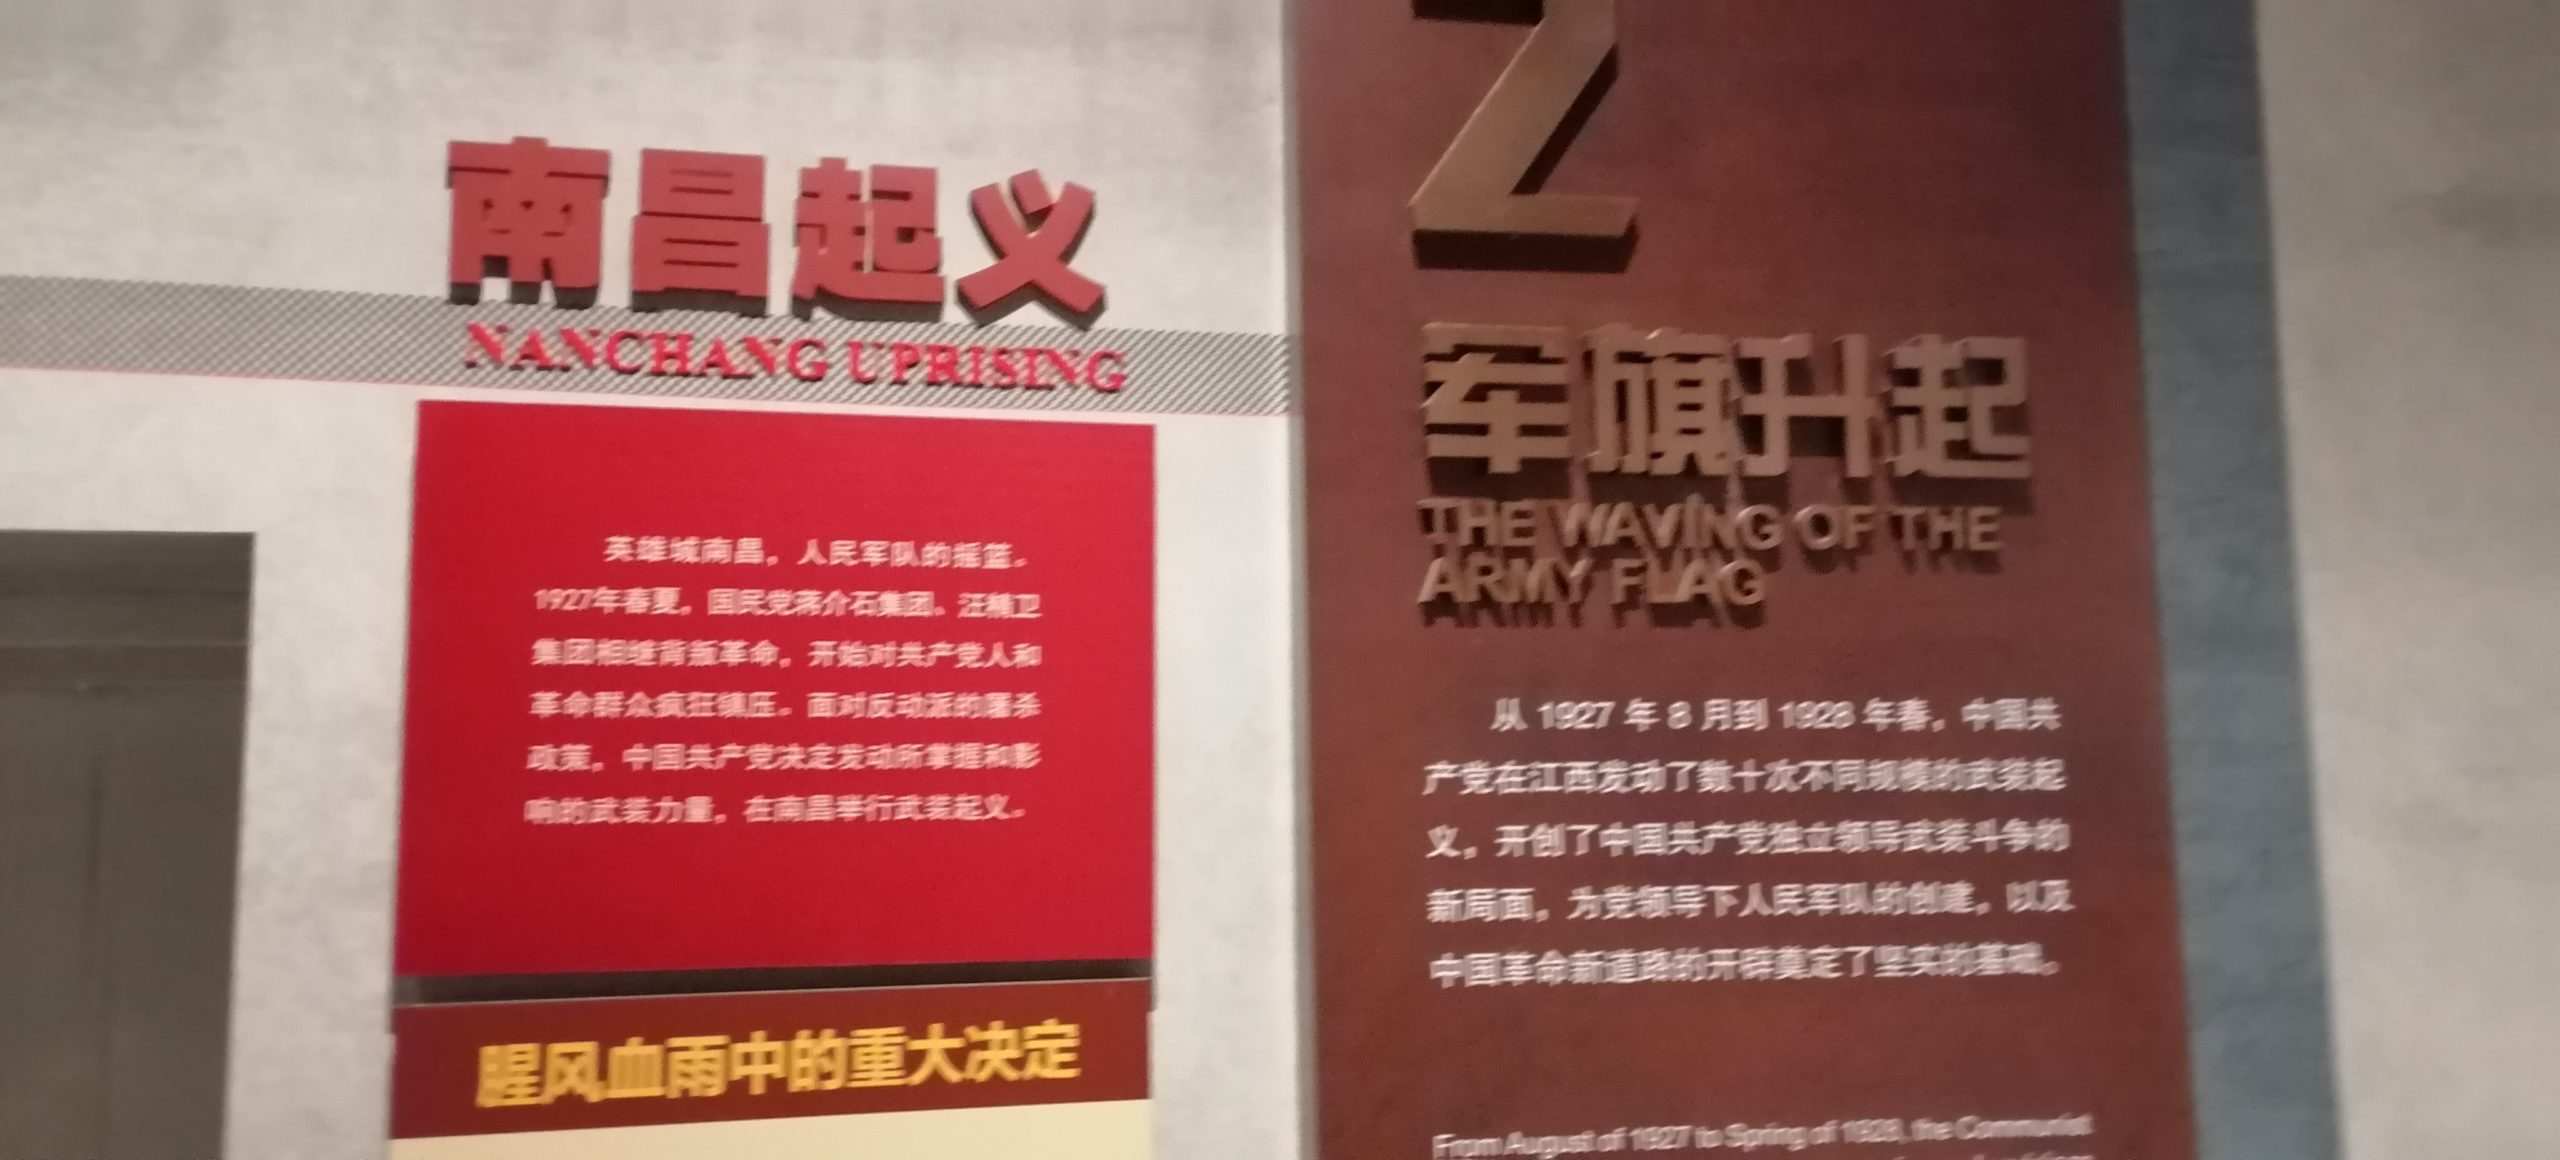 南昌起义
NANCHANG UPRISING
英雄城南昌，人民军队的摇篮。
1927年春夏，国民党蒋介石集团、汪精卫
集团相继背叛革命，开始对共产党人和
革命群众疯狂镇压。面对反动派的屠杀
政策，中国共产党决定发动所掌握和影
响的武装力量，在南昌举行武装起义。
腥风血雨中的重大决定
2
军旗升起
THE WAVING OF THE
ARMY FLAG
从 1927 年 8 月到 1928 年春，中国共
产党在江西发动了数十次不同规模的武装起
义，开创了中国共产党独立领导武装斗争的
新局面，为党领导下人民军队的创建，以及
中国革命新道路的开辟奠定了坚实的基础。
From August of 1927 to Spring of 1928, the Communist